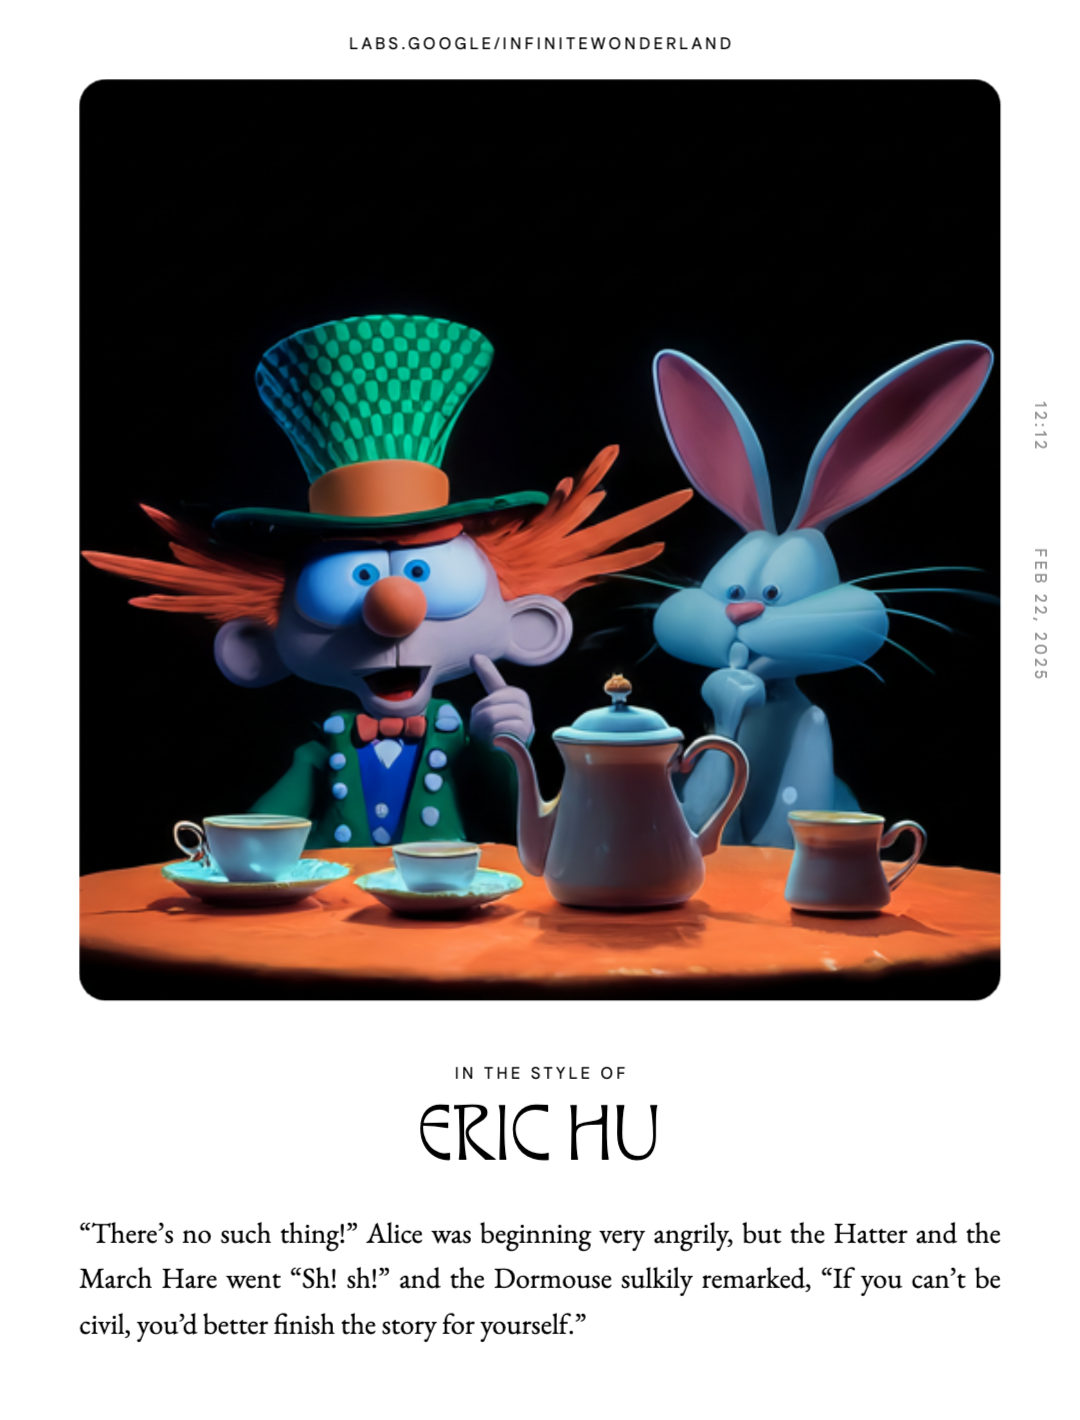 LABS.GOOGLE/INFINITEWONDERLAND
12:12
FEB 22, 2025
IN THE STYLE OF
ERIC HU
“There’s no such thing!” Alice was beginning very angrily, but the Hatter and the
March Hare went “Sh! sh!” and the Dormouse sulkily remarked, “If you can’t be
civil, you’d better finish the story for yourself.”